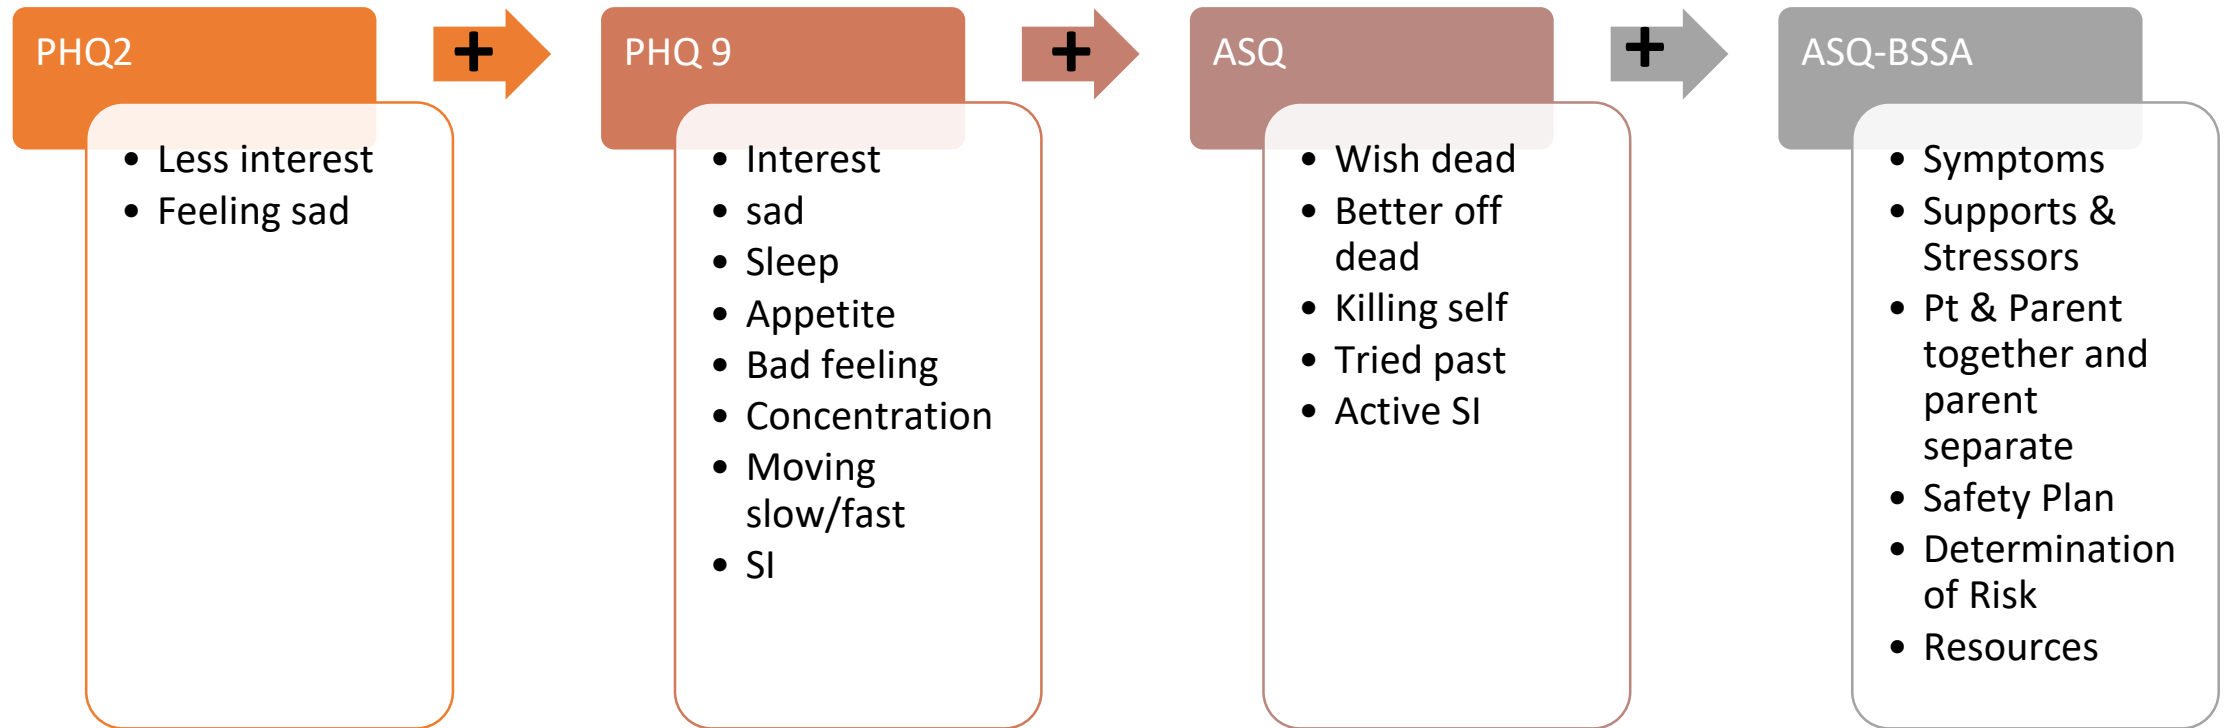 PHQ2
• Less interest
• Feeling sad
+
PHQ 9
• Interest
• sad
• Sleep
• Appetite
• Bad feeling
• Concentration
• Moving
slow/fast
• SI
+
ASQ
• Wish dead
• Better off
dead
• Killing self
• Tried past
• Active SI
+
ASQ-BSSA
• Symptoms
• Supports &
Stressors
• Pt & Parent
together and
parent
separate
• Safety Plan
• Determination
of Risk
• Resources